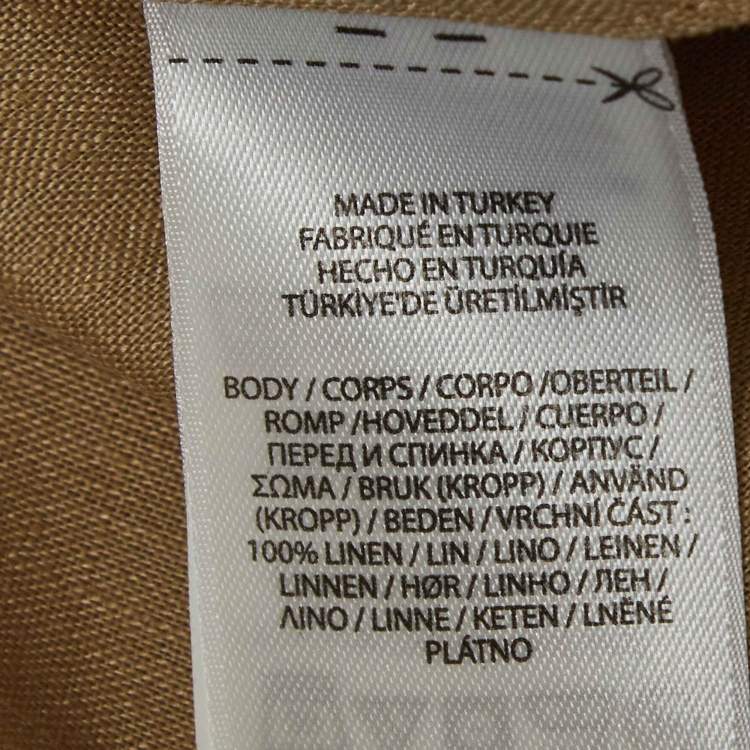 MADE IN TURKEY
FABRIQUÉ EN TURQUIE
HECHO EN TURQUÍA
TÜRKİYE'DE ÜRETİLMİŞTİR
BODY / CORPS / CORPO /OBERTEIL /
ROMP /HOVEDDEL / CUERPO /
ПЕРЕД И СПИНКА / КОРПУС /
ΣΩΜΑ / BRUK (KROPP) / ANVÄND
(KROPP) / BEDEN / VRCHNÍ ČÁST :
100% LINEN / LIN / LINO / LEINEN /
LINNEN / HØR / LINHO / ЛЕН /
ΛΙΝΟ / LINNE / KETEN / LNĚNÉ
PLÁTNO